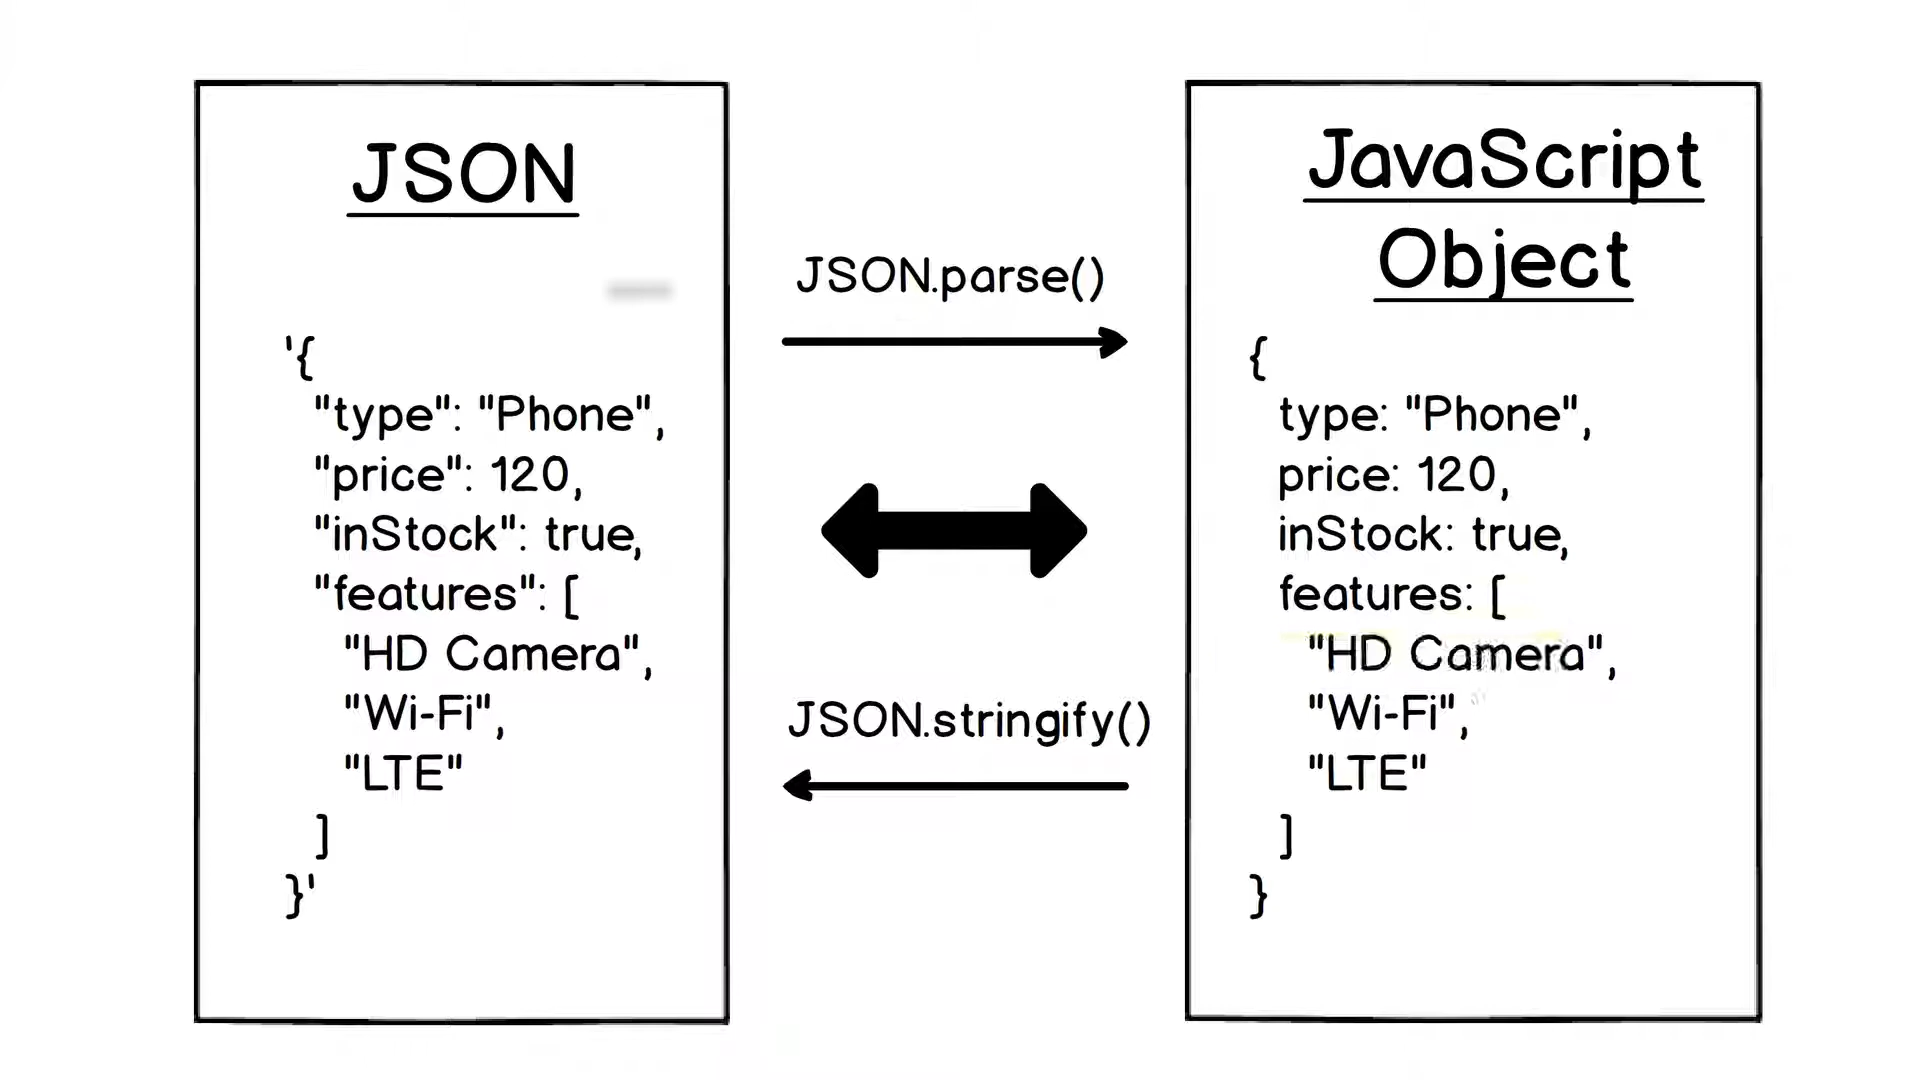 JSON
'{
"type": "Phone",
"price": 120,
"inStock": true,
"features": [
"HD Camera",
"Wi-Fi",
"LTE"
]
}'
JSON.parse()
JSON.stringify()
JavaScript
Object
{
type: "Phone",
price: 120,
inStock: true,
features: [
"HD Camera",
"Wi-Fi",
"LTE"
]
}